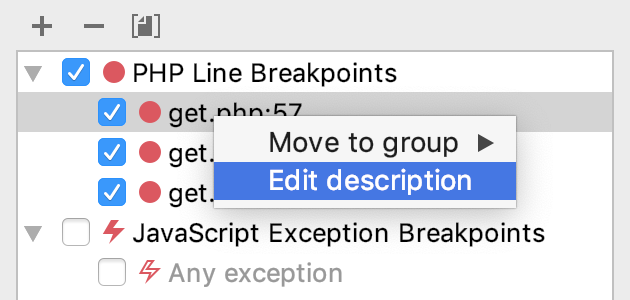 PHP Line Breakpoints
get.php:57
Move to group
get.
Edit description
get.
JavaScript Exception Breakpoints
Any exception